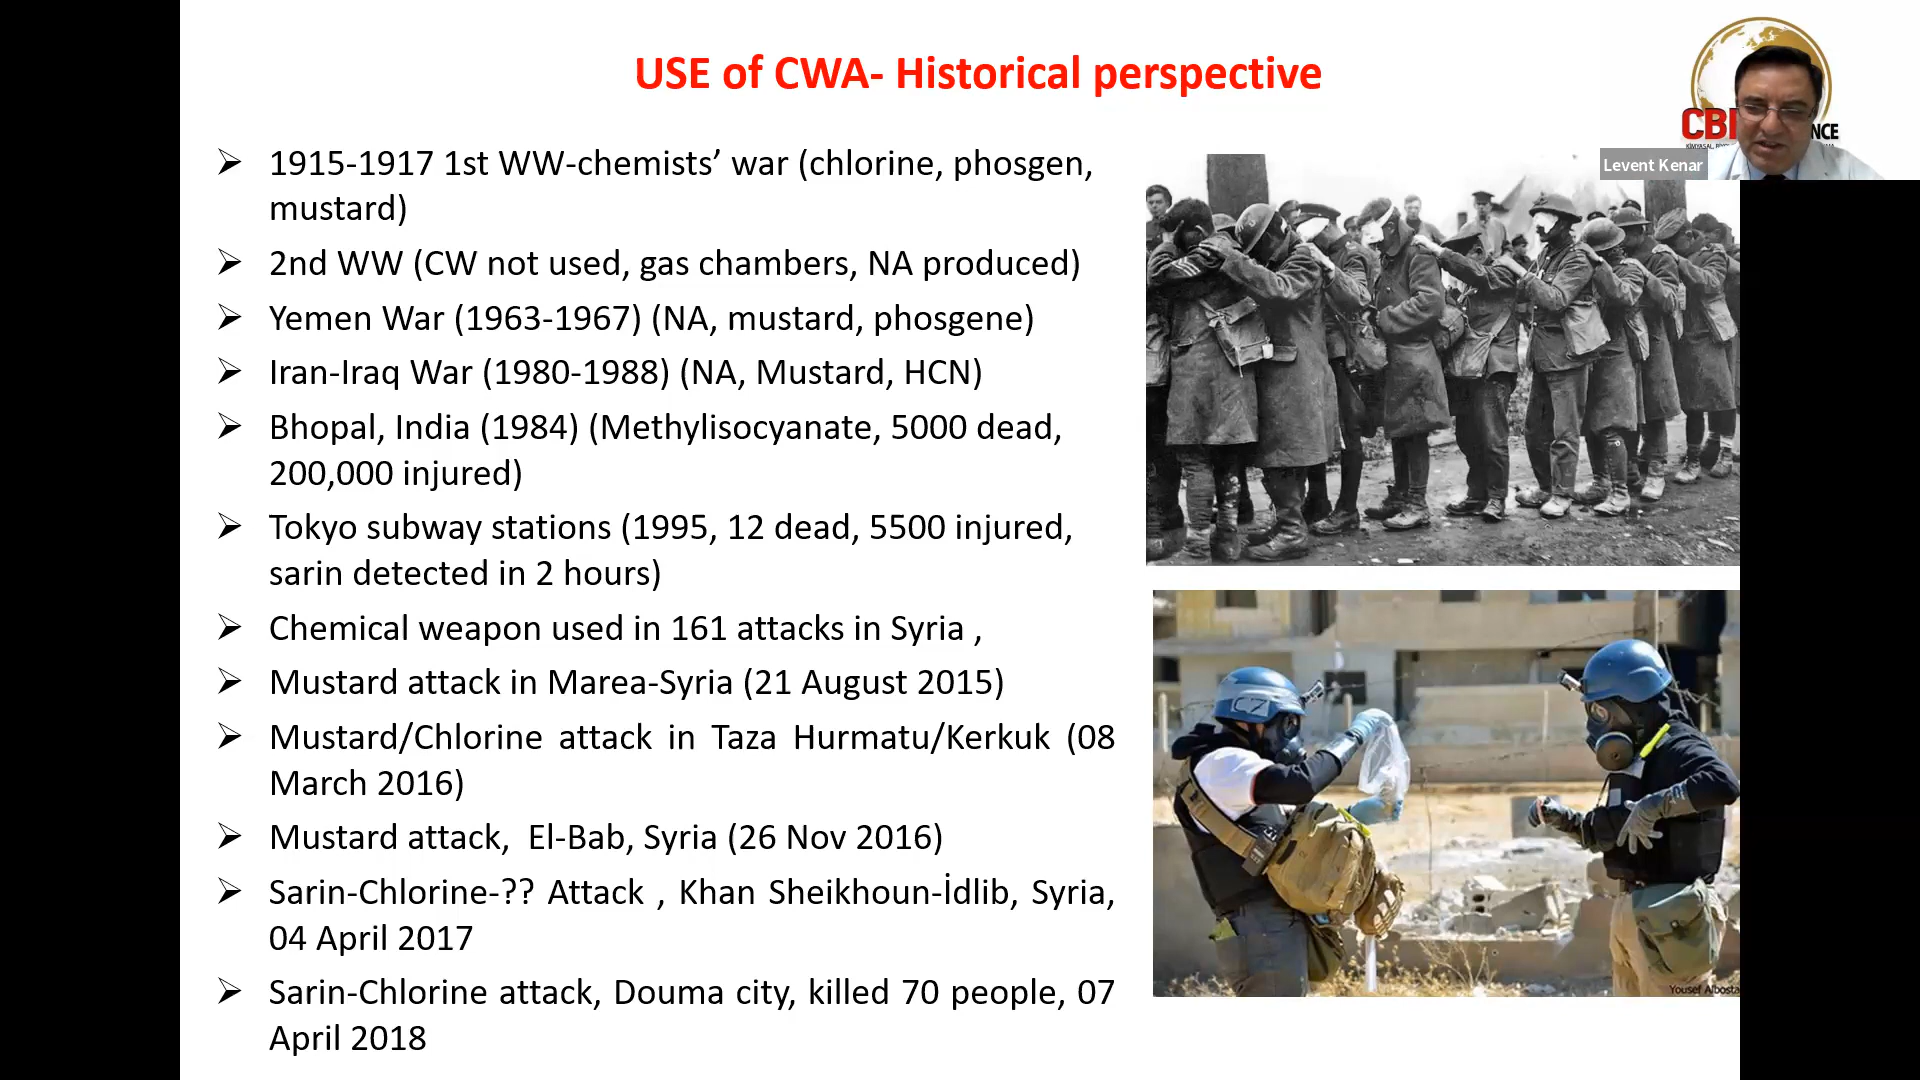 USE of CWA- Historical perspective
CB
NCE
Levent Kenar
➢ 1915-1917 1st WW-chemists’ war (chlorine, phosgen,
mustard)
➢ 2nd WW (CW not used, gas chambers, NA produced)
➢ Yemen War (1963-1967) (NA, mustard, phosgene)
➢ Iran-Iraq War (1980-1988) (NA, Mustard, HCN)
➢ Bhopal, India (1984) (Methylisocyanate, 5000 dead,
200,000 injured)
➢ Tokyo subway stations (1995, 12 dead, 5500 injured,
sarin detected in 2 hours)
➢ Chemical weapon used in 161 attacks in Syria ,
➢ Mustard attack in Marea-Syria (21 August 2015)
➢ Mustard/Chlorine attack in Taza Hurmatu/Kerkuk (08
March 2016)
➢ Mustard attack, El-Bab, Syria (26 Nov 2016)
➢ Sarin-Chlorine-?? Attack , Khan Sheikhoun-İdlib, Syria,
04 April 2017
➢ Sarin-Chlorine attack, Douma city, killed 70 people, 07
April 2018
C7
Yousef Albosta